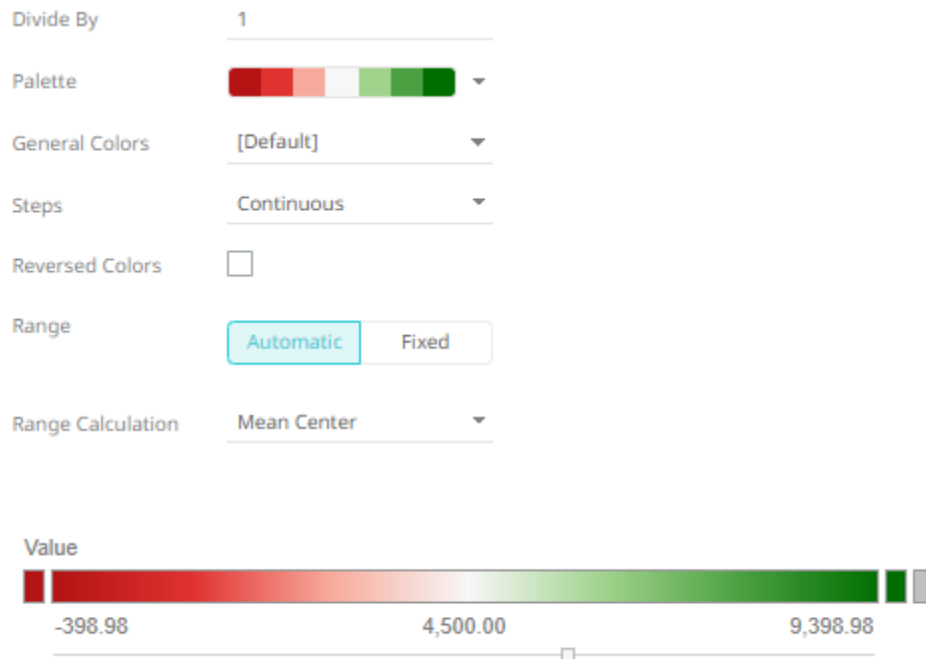 Divide By 1
Palette
General Colors [Default]
Steps Continuous
Reversed Colors
Range Automatic Fixed
Range Calculation Mean Center
Value
-398.98 4,500.00 9,398.98